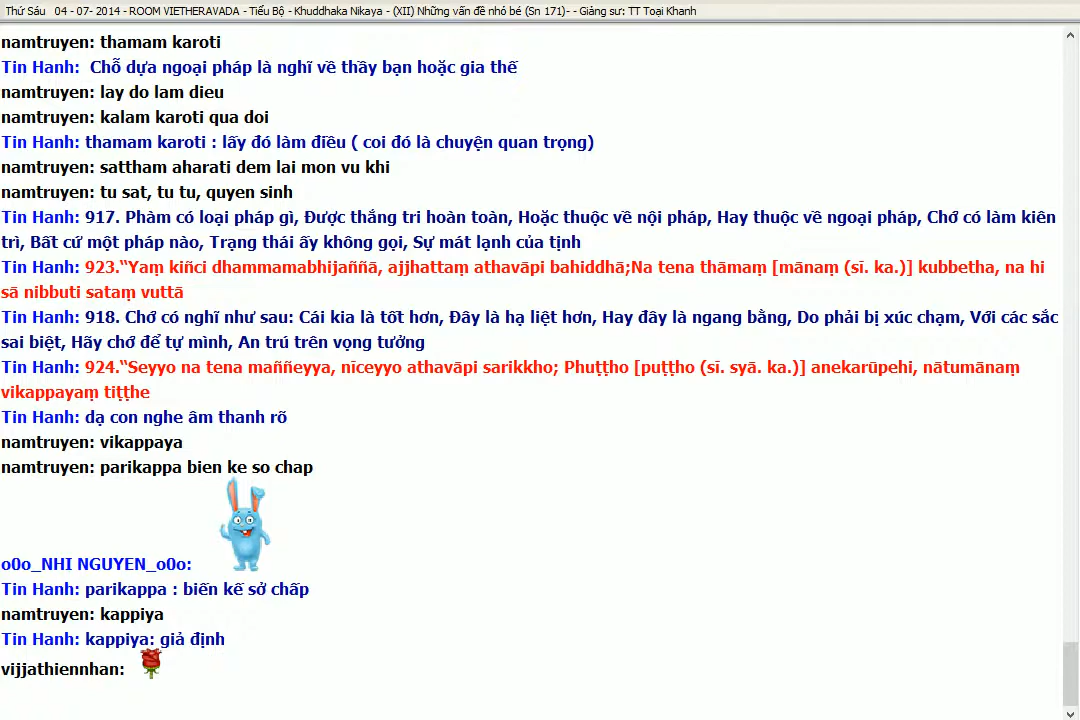 Thứ Sáu 04 - 07- 2014 - ROOM VIETHERAVADA - Tiểu Bộ - Khuddhaka Nikaya - (XII) Những vấn đề nhỏ bé (Sn 171)- - Giảng sư: TT Toại Khanh
namtruyen: thamam karoti
Tin Hanh: Chỗ dựa ngoại pháp là nghĩ về thầy bạn hoặc gia thế
namtruyen: lay do lam dieu
namtruyen: kalam karoti qua doi
Tin Hanh: thamam karoti : lấy đó làm điều ( coi đó là chuyện quan trọng)
namtruyen: sattham aharati dem lai mon vu khi
namtruyen: tu sat, tu tu, quyen sinh
Tin Hanh: 917. Phàm có loại pháp gì, Được thắng tri hoàn toàn, Hoặc thuộc về nội pháp, Hay thuộc về ngoại pháp, Chớ có làm kiên
trì, Bất cứ một pháp nào, Trạng thái ấy không gọi, Sự mát lạnh của tịnh
Tin Hanh: 923.“Yaṃ kiñci dhammamabhijaññā, ajjhattaṃ athavāpi bahiddhā;Na tena thāmaṃ [mānaṃ (sī. ka.)] kubbetha, na hi
sā nibbuti sataṃ vuttā
Tin Hanh: 918. Chớ có nghĩ như sau: Cái kia là tốt hơn, Đây là hạ liệt hơn, Hay đây là ngang bằng, Do phải bị xúc chạm, Với các sắc
sai biệt, Hãy chớ để tự mình, An trú trên vọng tưởng
Tin Hanh: 924.“Seyyo na tena maññeyya, nīceyyo athavāpi sarikkho; Phuṭṭho [puṭṭho (sī. syā. ka.)] anekarūpehi, nātumānaṃ
vikappayaṃ tiṭṭhe
Tin Hanh: dạ con nghe âm thanh rõ
namtruyen: vikappaya
namtruyen: parikappa bien ke so chap
o0o_NHI NGUYEN_o0o:
Tin Hanh: parikappa : biến kế sở chấp
namtruyen: kappiya
Tin Hanh: kappiya: giả định
vijjathiennhan: